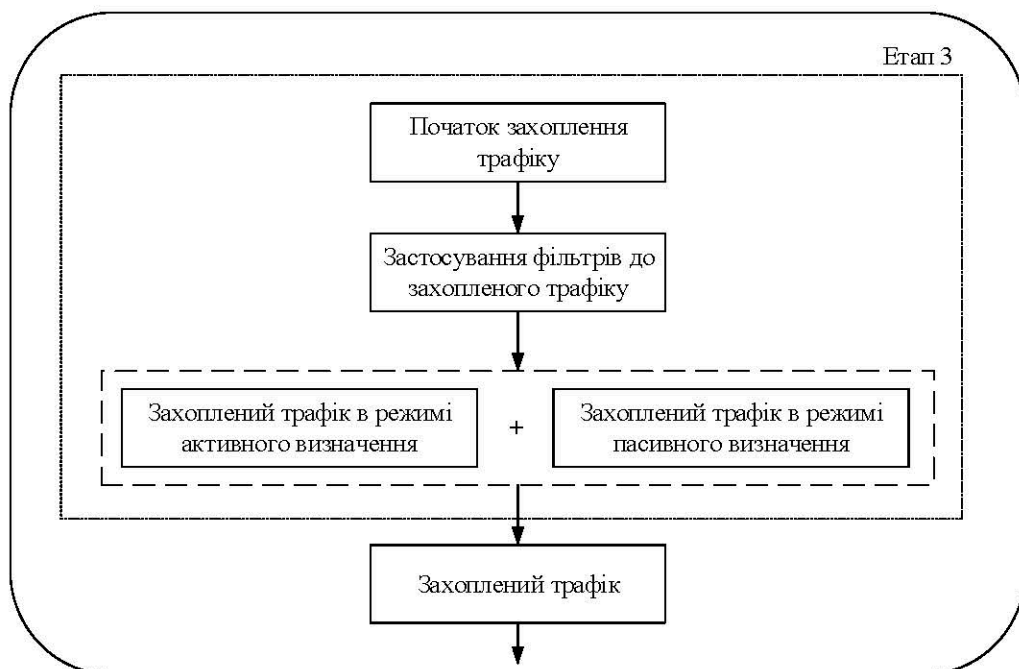 Етап 3
Початок захоплення
трафіку
Застосування фільтрів до
захопленого трафіку
Захоплений трафік в режимі
активного визначення
+
Захоплений трафік в режимі
пасивного визначення
Захоплений трафік